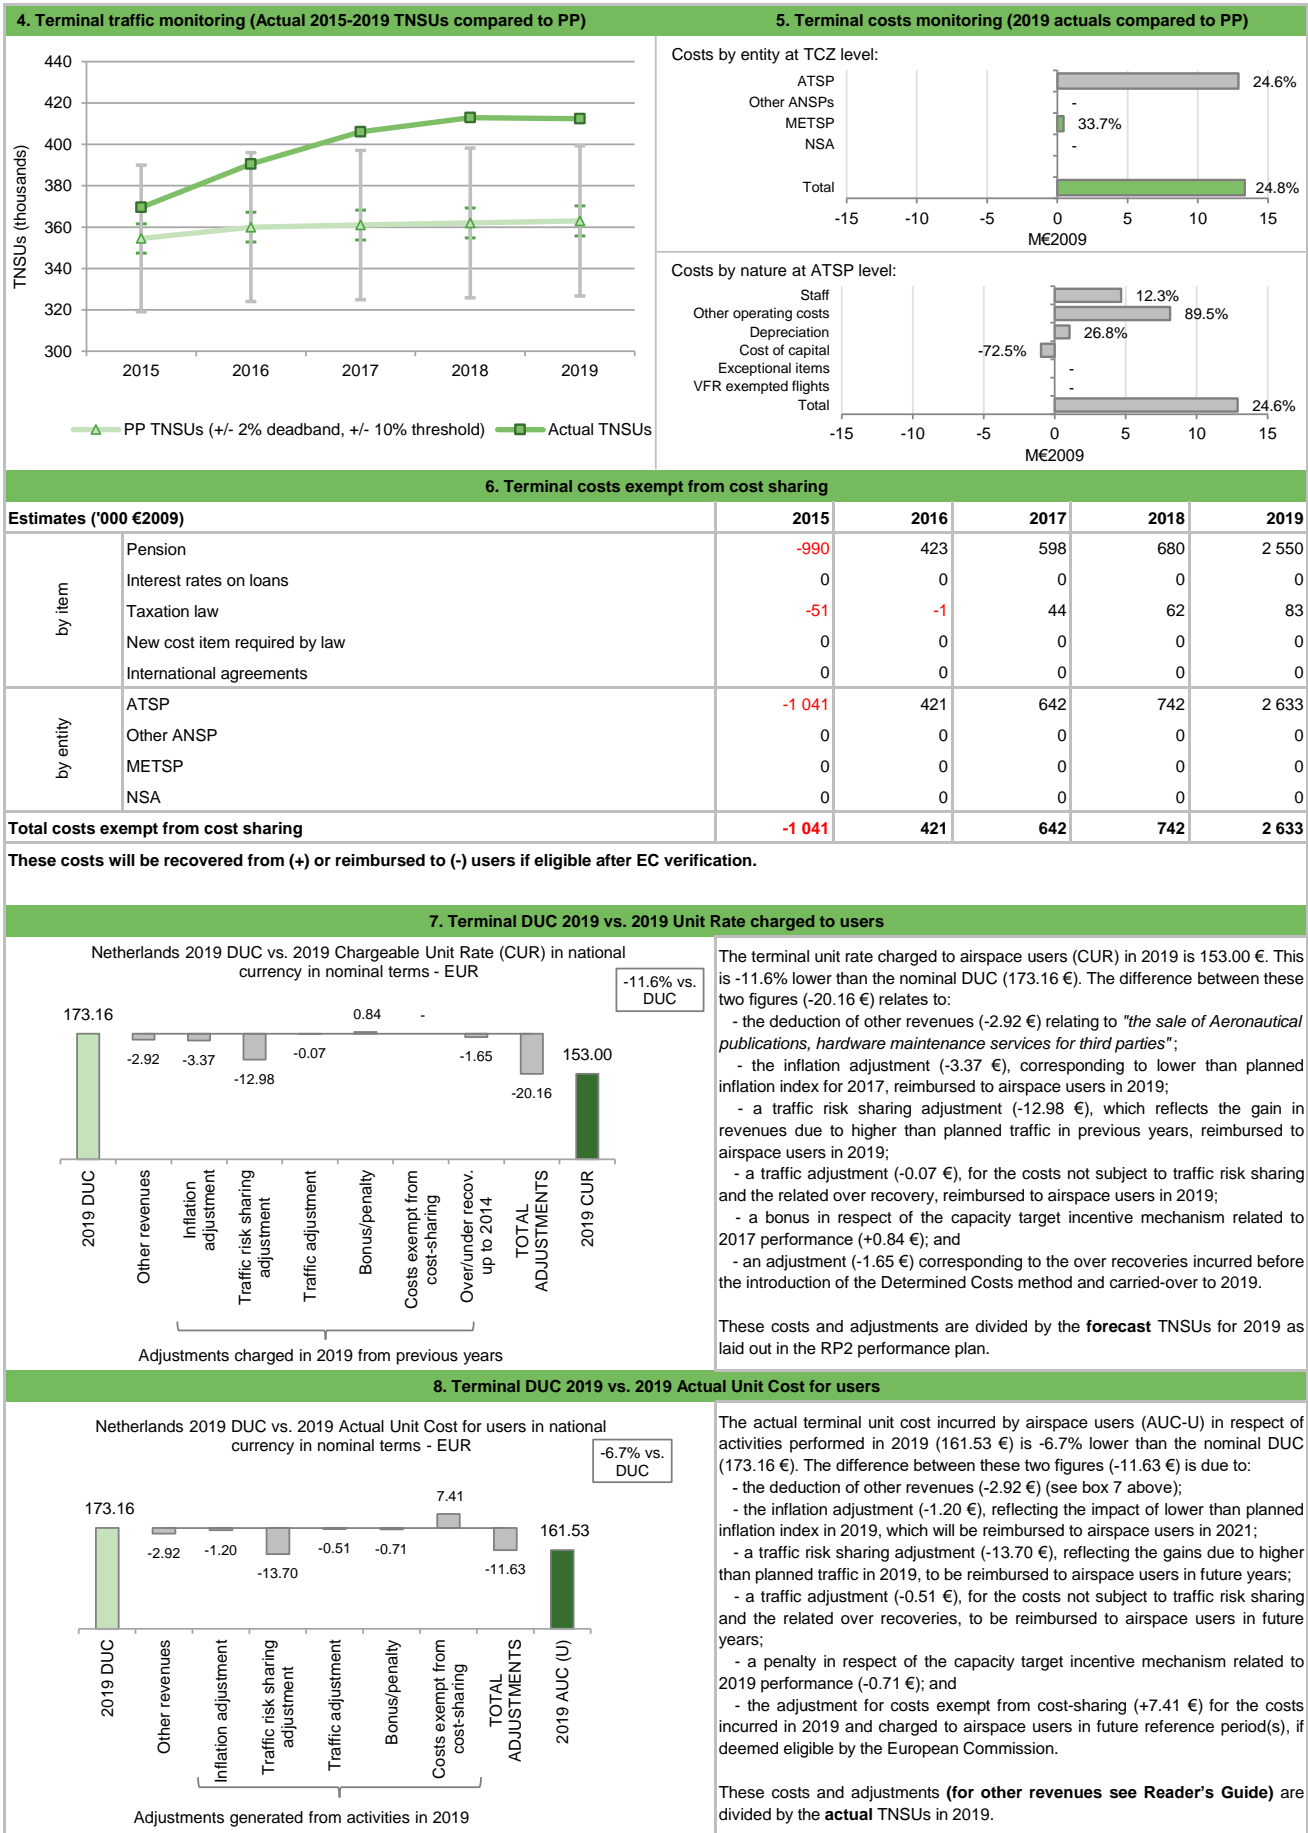 4. Terminal traffic monitoring (Actual 2015-2019 TNSUs compared to PP)
440
420
400
380
360
340
320
300
TNSUs (thousands)
2015 2016 2017 2018 2019
PP TNSUs (+/- 2% deadband, +/- 10% threshold) Actual TNSUs
5. Terminal costs monitoring (2019 actuals compared to PP)
Costs by entity at TCZ level:
ATSP 24.6%
Other ANSPs -
METSP 33.7%
NSA -
Total 24.8%
-15 -10 -5 0 5 10 15
M€2009
Costs by nature at ATSP level:
Staff 12.3%
Other operating costs 89.5%
Depreciation 26.8%
Cost of capital -72.5%
Exceptional items -
VFR exempted flights -
Total 24.6%
-15 -10 -5 0 5 10 15
M€2009
6. Terminal costs exempt from cost sharing
Estimates ('000 €2009) 2015 2016 2017 2018 2019
by item
Pension -990 423 598 680 2 550
Interest rates on loans 0 0 0 0 0
Taxation law -51 -1 44 62 83
New cost item required by law 0 0 0 0 0
International agreements 0 0 0 0 0
by entity
ATSP -1 041 421 642 742 2 633
Other ANSP 0 0 0 0 0
METSP 0 0 0 0 0
NSA 0 0 0 0 0
Total costs exempt from cost sharing -1 041 421 642 742 2 633
These costs will be recovered from (+) or reimbursed to (-) users if eligible after EC verification.
7. Terminal DUC 2019 vs. 2019 Unit Rate charged to users
Netherlands 2019 DUC vs. 2019 Chargeable Unit Rate (CUR) in national
currency in nominal terms - EUR
-11.6% vs.
DUC
173.16
-2.92
-3.37
-12.98
-0.07
0.84
-
-1.65
-20.16
153.00
2019 DUC
Other revenues
Inflation
adjustment
Traffic risk sharing
adjustment
Traffic adjustment
Bonus/penalty
Costs exempt from
cost-sharing
Over/under recov.
up to 2014
TOTAL
ADJUSTMENTS
2019 CUR
Adjustments charged in 2019 from previous years
The terminal unit rate charged to airspace users (CUR) in 2019 is 153.00 €. This
is -11.6% lower than the nominal DUC (173.16 €). The difference between these
two figures (-20.16 €) relates to:
- the deduction of other revenues (-2.92 €) relating to "the sale of Aeronautical
publications, hardware maintenance services for third parties";
- the inflation adjustment (-3.37 €), corresponding to lower than planned
inflation index for 2017, reimbursed to airspace users in 2019;
- a traffic risk sharing adjustment (-12.98 €), which reflects the gain in
revenues due to higher than planned traffic in previous years, reimbursed to
airspace users in 2019;
- a traffic adjustment (-0.07 €), for the costs not subject to traffic risk sharing
and the related over recovery, reimbursed to airspace users in 2019;
- a bonus in respect of the capacity target incentive mechanism related to
2017 performance (+0.84 €); and
- an adjustment (-1.65 €) corresponding to the over recoveries incurred before
the introduction of the Determined Costs method and carried-over to 2019.
These costs and adjustments are divided by the forecast TNSUs for 2019 as
laid out in the RP2 performance plan.
8. Terminal DUC 2019 vs. 2019 Actual Unit Cost for users
Netherlands 2019 DUC vs. 2019 Actual Unit Cost for users in national
currency in nominal terms - EUR
-6.7% vs.
DUC
173.16
-2.92
-1.20
-13.70
-0.51
-0.71
7.41
-11.63
161.53
2019 DUC
Other revenues
Inflation adjustment
Traffic risk sharing
adjustment
Traffic adjustment
Bonus/penalty
Costs exempt from
cost-sharing
TOTAL
ADJUSTMENTS
2019 AUC (U)
Adjustments generated from activities in 2019
The actual terminal unit cost incurred by airspace users (AUC-U) in respect of
activities performed in 2019 (161.53 €) is -6.7% lower than the nominal DUC
(173.16 €). The difference between these two figures (-11.63 €) is due to:
- the deduction of other revenues (-2.92 €) (see box 7 above);
- the inflation adjustment (-1.20 €), reflecting the impact of lower than planned
inflation index in 2019, which will be reimbursed to airspace users in 2021;
- a traffic risk sharing adjustment (-13.70 €), reflecting the gains due to higher
than planned traffic in 2019, to be reimbursed to airspace users in future years;
- a traffic adjustment (-0.51 €), for the costs not subject to traffic risk sharing
and the related over recoveries, to be reimbursed to airspace users in future
years;
- a penalty in respect of the capacity target incentive mechanism related to
2019 performance (-0.71 €); and
- the adjustment for costs exempt from cost-sharing (+7.41 €) for the costs
incurred in 2019 and charged to airspace users in future reference period(s), if
deemed eligible by the European Commission.
These costs and adjustments (for other revenues see Reader's Guide) are
divided by the actual TNSUs in 2019.